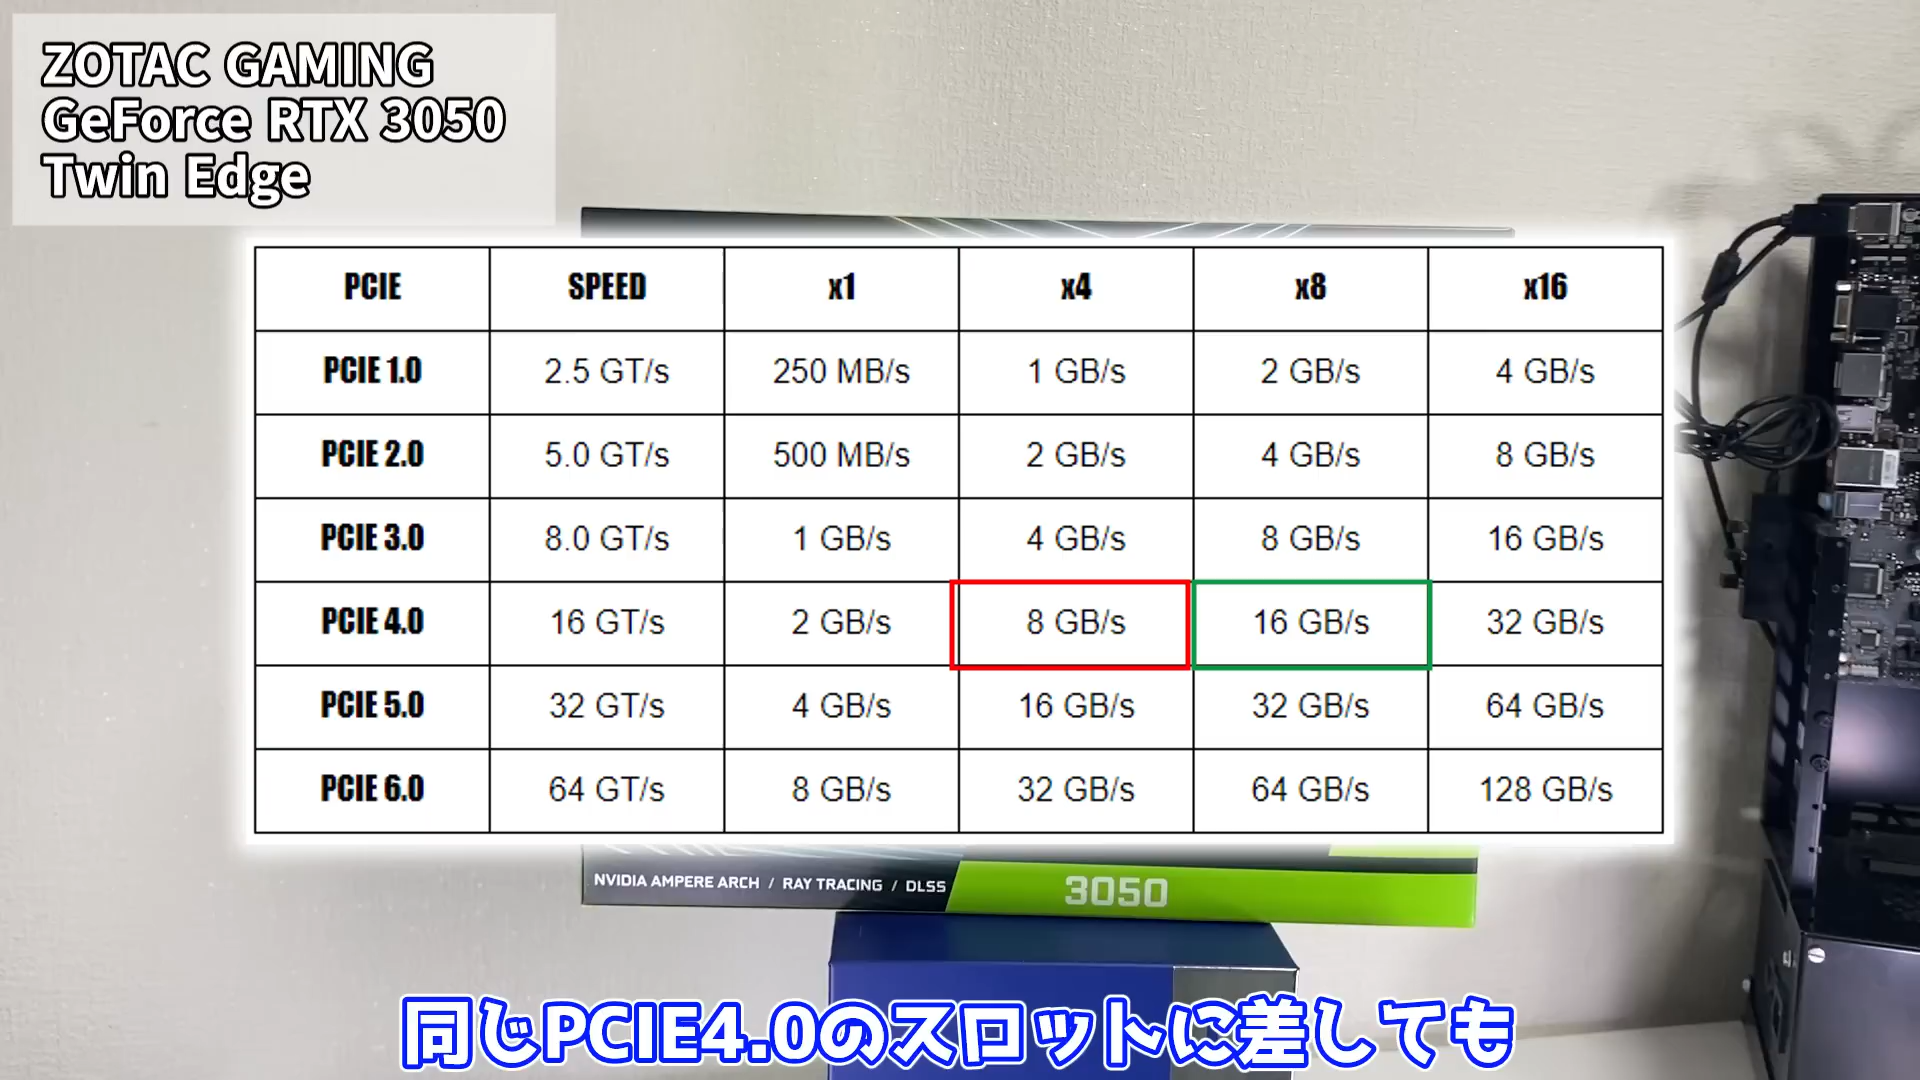 ZOTAC GAMING
GeForce RTX 3050
Twin Edge
PCIE SPEED x1 x4 x8 x16
PCIE 1.0 2.5 GT/s 250 MB/s 1 GB/s 2 GB/s 4 GB/s
PCIE 2.0 5.0 GT/s 500 MB/s 2 GB/s 4 GB/s 8 GB/s
PCIE 3.0 8.0 GT/s 1 GB/s 4 GB/s 8 GB/s 16 GB/s
PCIE 4.0 16 GT/s 2 GB/s 8 GB/s 16 GB/s 32 GB/s
PCIE 5.0 32 GT/s 4 GB/s 16 GB/s 32 GB/s 64 GB/s
PCIE 6.0 64 GT/s 8 GB/s 32 GB/s 64 GB/s 128 GB/s
NVIDIA AMPERE ARCH / RAY TRACING / DLSS 3050
同じPCIE4.0のスロットに差しても